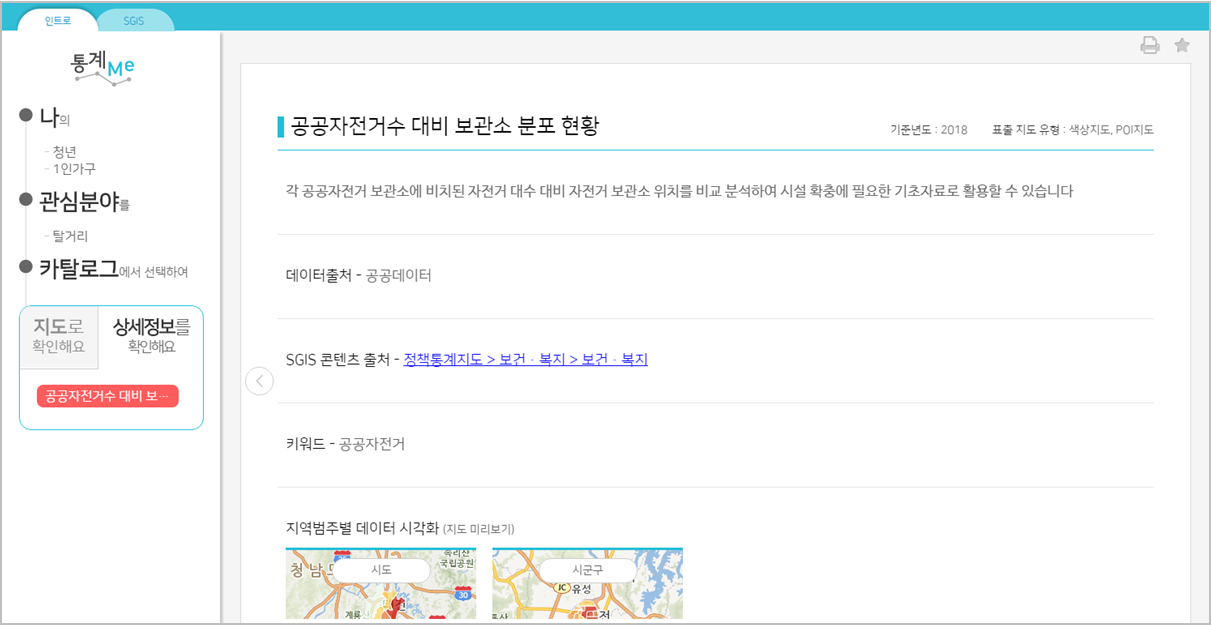 인트로
SGIS
통계Me
나의
- 청년
- 1인가구
관심분야를
- 탈거리
카탈로그에서 선택하여
지도로
확인해요
상세정보를
확인해요
공공자전거수 대비 보…
공공자전거수 대비 보관소 분포 현황
기준년도 : 2018 표출 지도 유형 : 색상지도, POI지도
각 공공자전거 보관소에 비치된 자전거 대수 대비 자전거 보관소 위치를 비교 분석하여 시설 확충에 필요한 기초자료로 활용할 수 있습니다
데이터출처 - 공공데이터
SGIS 콘텐츠 출처 - 정책통계지도 > 보건 · 복지 > 보건 · 복지
키워드 - 공공자전거
지역범주별 데이터 시각화 (지도 미리보기)
속리산
국립공원
청 남
시도
30
계룡
시군구
IC 유성